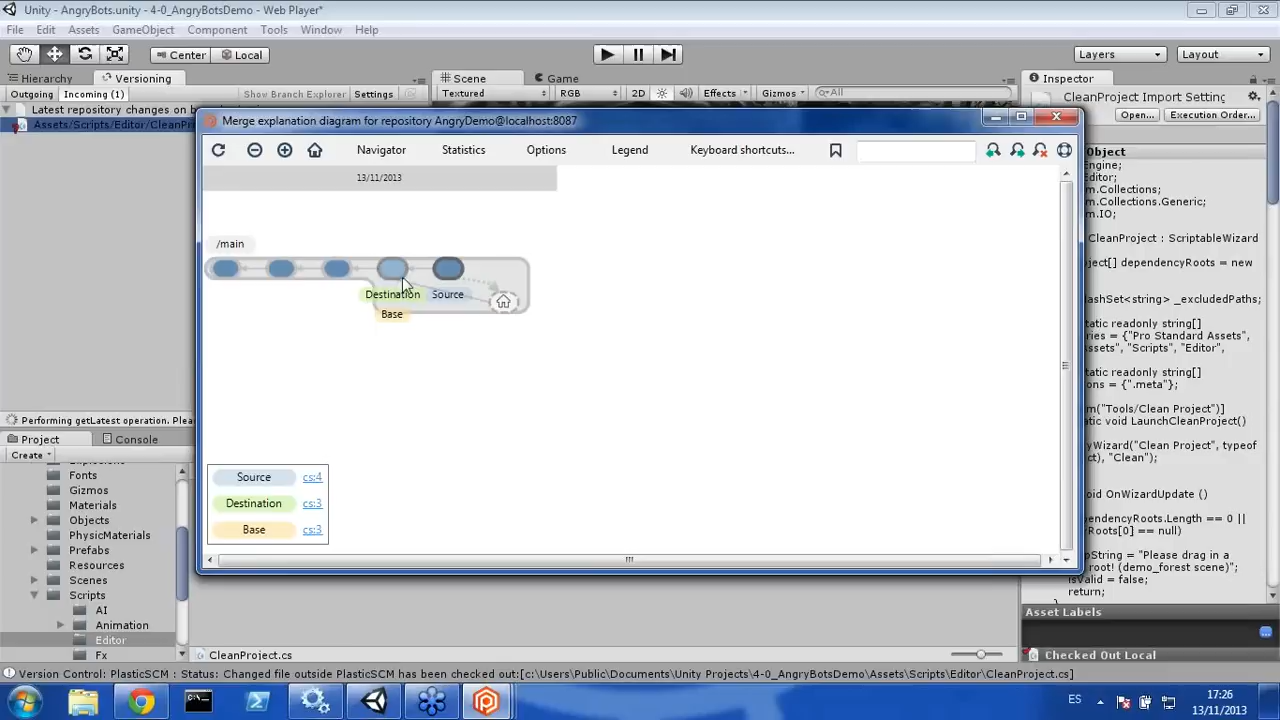 Unity - AngryBots.unity - 4-0_AngryBotsDemo - Web Player*
File Edit Assets GameObject Component Tools Window Help
Center Local Layers Layout
Hierarchy Versioning Scene Game Inspector
Outgoing Incoming (1) Show Branch Explorer Settings Textured RGB 2D Effects Gizmos All CleanProject Import Setting
Latest repository changes on b
Open... Execution Order...
Assets/Scripts/Editor/CleanPr
Merge explanation diagram for repository AngryDemo@localhost:8087
Navigator Statistics Options Legend Keyboard shortcuts...
13/11/2013
/main
Destination Source
Base
Source cs:4
Destination cs:3
Base cs:3
Object
Engine;
Editor;
m.Collections;
m.Collections.Generic;
m.IO;
CleanProject : ScriptableWizard
] dependencyRoots = new
ashSet<string> _excludedPaths;
tatic readonly string[]
ries = {"Pro Standard Assets",
ssets", "Scripts", "Editor",
tatic readonly string[]
ons = {".meta"};
m("Tools/Clean Project")]
atic void LaunchCleanProject()
yWizard("Clean Project", typeof
ct), "Clean");
oid OnWizardUpdate ()
pendencyRoots.Length == 0 ||
Roots[0] == null)
pString = "Please drag in a
root! (demo_forest scene)";
isValid = false;
return;
Performing getLatest operation. Plea
Project Console
Create
Fonts
Gizmos
Materials
Objects
PhysicMaterials
Prefabs
Resources
Scenes
Scripts
AI
Animation
Editor
Fx
CleanProject.cs
Asset Labels
Checked Out Local
Version Control: PlasticSCM : Status: Changed file outside PlasticSCM has been checked out:[c:\Users\Public\Documents\Unity Projects\4-0_AngryBotsDemo\Assets\Scripts\Editor\CleanProject.cs]
ES
17:26
13/11/2013